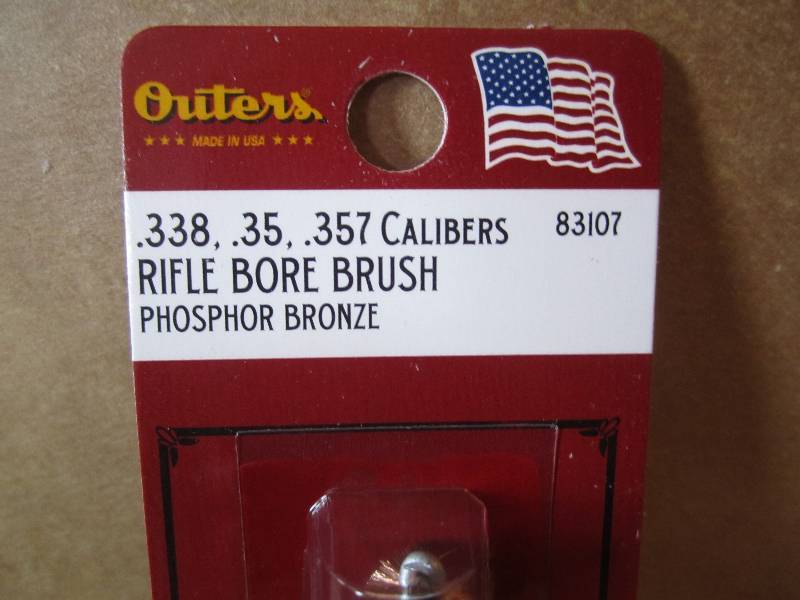 Outers®
★ ★ ★ MADE IN USA ★ ★ ★
.338, .35, .357 CALIBERS 83107
RIFLE BORE BRUSH
PHOSPHOR BRONZE